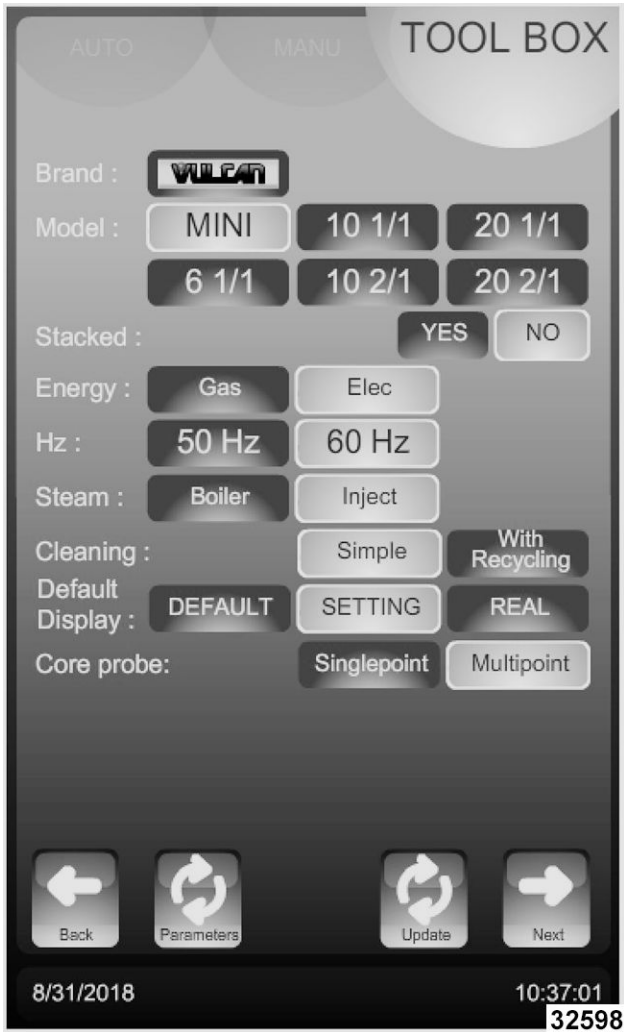 AUTO MANU TOOL BOX
Brand : VULCAN
Model : MINI 10 1/1 20 1/1
6 1/1 10 2/1 20 2/1
Stacked : YES NO
Energy : Gas Elec
Hz : 50 Hz 60 Hz
Steam : Boiler Inject
Cleaning : Simple With Recycling
Default Display : DEFAULT SETTING REAL
Core probe: Singlepoint Multipoint
Back Parameters Update Next
8/31/2018 10:37:01
32598